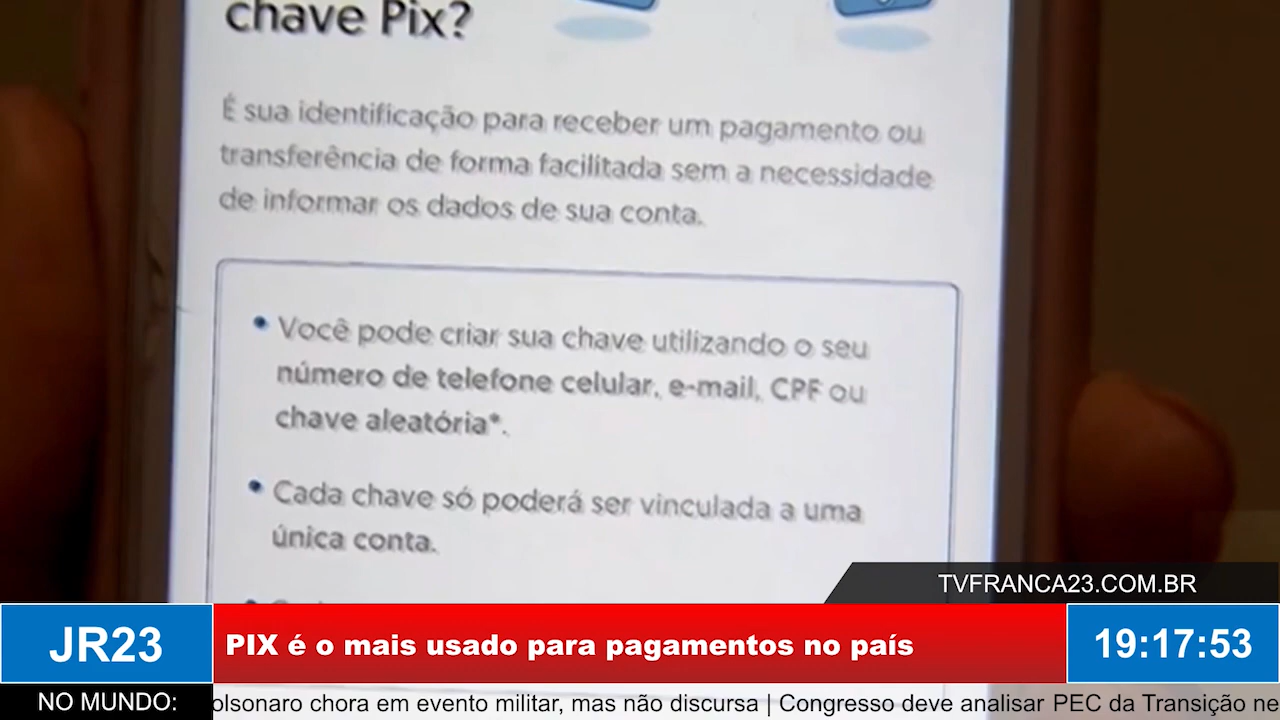 chave Pix?
É sua identificação para receber um pagamento ou
transferência de forma facilitada sem a necessidade
de informar os dados de sua conta.
• Você pode criar sua chave utilizando o seu
número de telefone celular, e-mail, CPF ou
chave aleatória*.
• Cada chave só poderá ser vinculada a uma
única conta.
TVFRANCA23.COM.BR
JR23
PIX é o mais usado para pagamentos no país
19:17:53
NO MUNDO:
olsonaro chora em evento militar, mas não discursa | Congresso deve analisar PEC da Transição ne